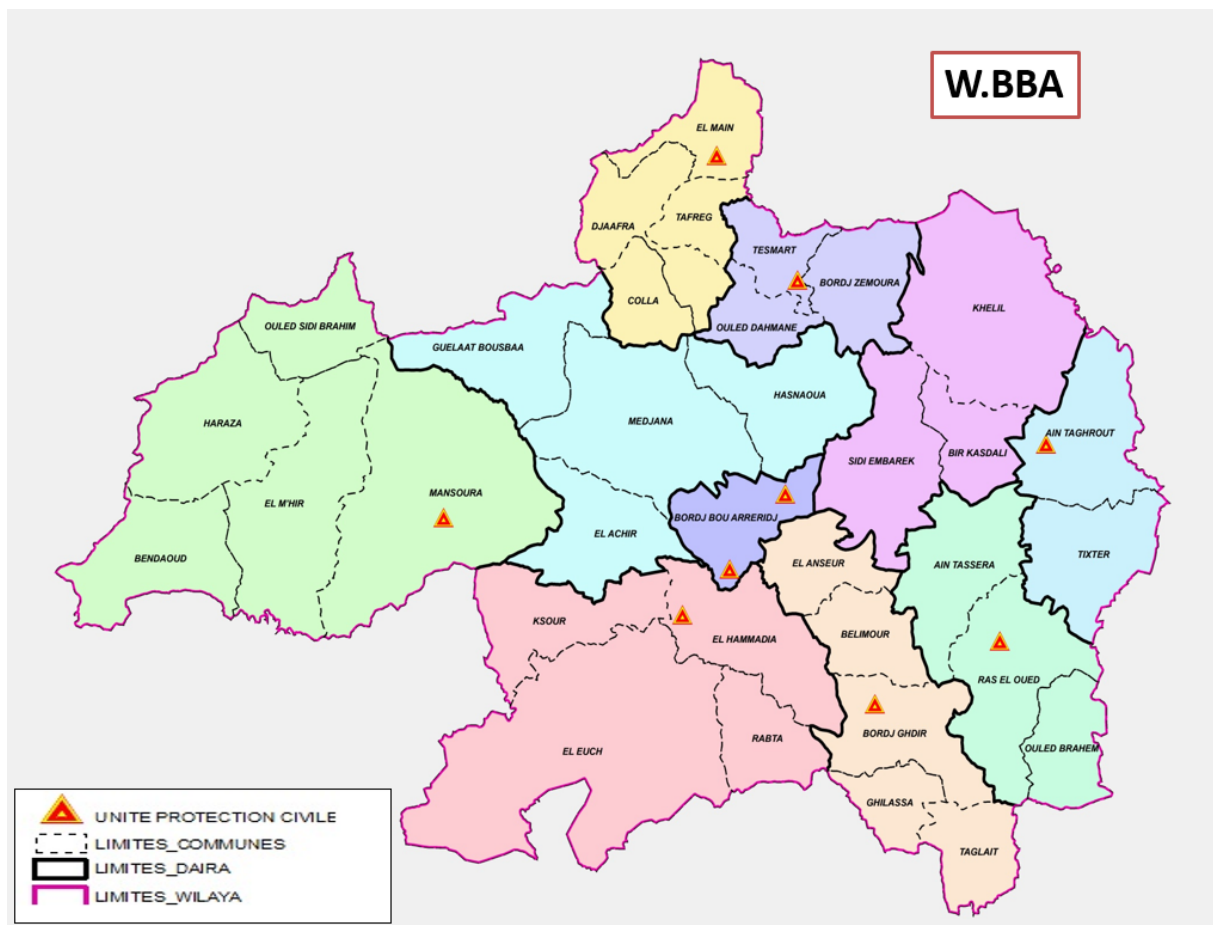 W.BBA
EL MAIN
DJAAFRA
TAFREG
TESMART
BORDJ ZEMOURA
COLLA
OULED DAHMANE
KHELIL
OULED SIDI BRAHIM
GUELAAT BOUSBAA
HASNAOUA
HARAZA
MEDJANA
AIN TAGHROUT
SIDI EMBAREK
BIR KASDALI
EL M'HIR
MANSOURA
BORDJ BOU ARRERIDJ
EL ACHIR
BENDAOUD
EL ANSEUR
AIN TASSERA
TIXTER
KSOUR
EL HAMMADIA
BELIMOUR
RAS EL OUED
EL EUCH
RABTA
BORDJ GHDIR
OULED BRAHEM
GHILASSA
TAGLAIT
UNITE PROTECTION CIVILE
LIMITES_COMMUNES
LIMITES_DAIRA
LIMITES_WILAYA